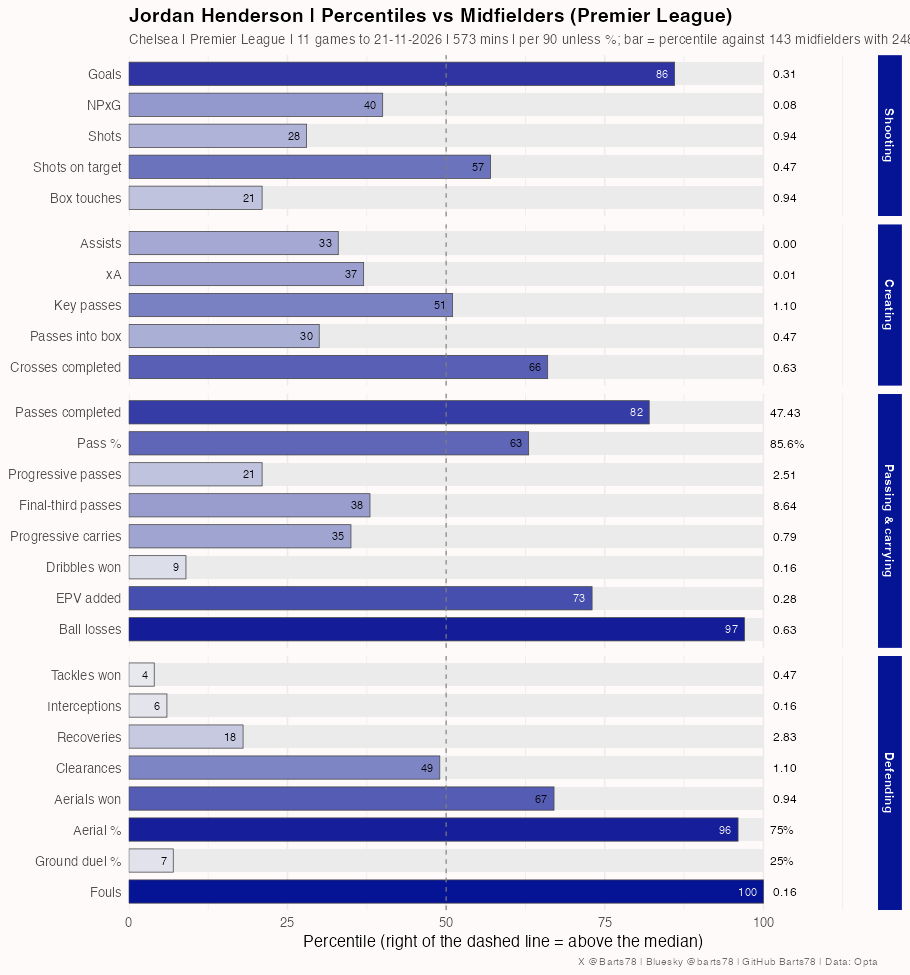 Jordan Henderson | Percentiles vs Midfielders (Premier League)
Chelsea | Premier League | 11 games to 21-11-2026 | 573 mins | per 90 unless %; bar = percentile against 143 midfielders with 248
Goals 86 0.31
NPxG 40 0.08
Shots 28 0.94
Shots on target 57 0.47
Box touches 21 0.94
Shooting
Assists 33 0.00
xA 37 0.01
Key passes 51 1.10
Passes into box 30 0.47
Crosses completed 66 0.63
Creating
Passes completed 82 47.43
Pass % 63 85.6%
Progressive passes 21 2.51
Final-third passes 38 8.64
Progressive carries 35 0.79
Dribbles won 9 0.16
EPV added 73 0.28
Ball losses 97 0.63
Passing & carrying
Tackles won 4 0.47
Interceptions 6 0.16
Recoveries 18 2.83
Clearances 49 1.10
Aerials won 67 0.94
Aerial % 96 75%
Ground duel % 7 25%
Fouls 100 0.16
Defending
0 25 50 75 100
Percentile (right of the dashed line = above the median)
X @Barts78 | Bluesky @barts78 | GitHub Barts78 | Data: Opta